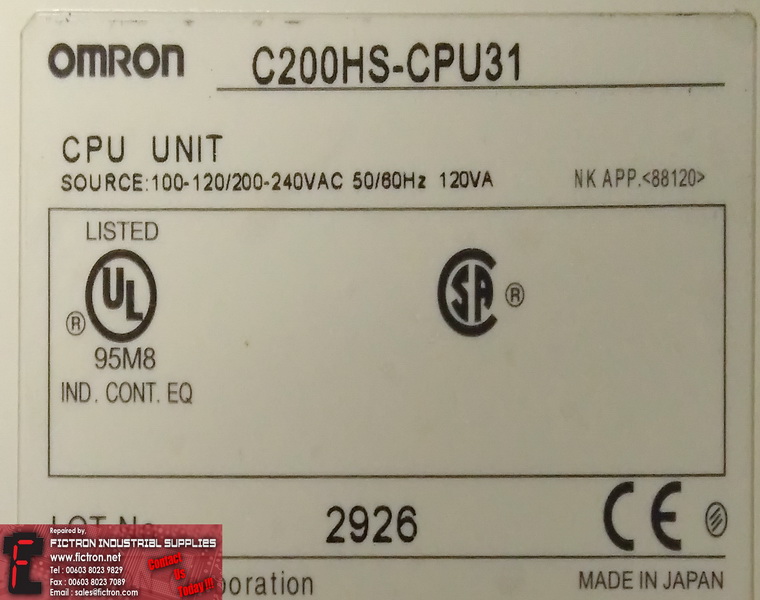 OMRON C200HS-CPU31
CPU UNIT
SOURCE:100-120/200-240VAC 50/60Hz 120VA NK APP.<88120>
LISTED
UL
®
95M8
IND. CONT. EQ
SA ®
LOT No. 2926 CE
poration MADE IN JAPAN
Repaired by,
FICTRON INDUSTRIAL SUPPLIES
www.fictron.net
Tel : 00603 8023 9829
Fax : 00603 8023 7089
Email : sales@fictron.com
Contact
Us
Today!!!